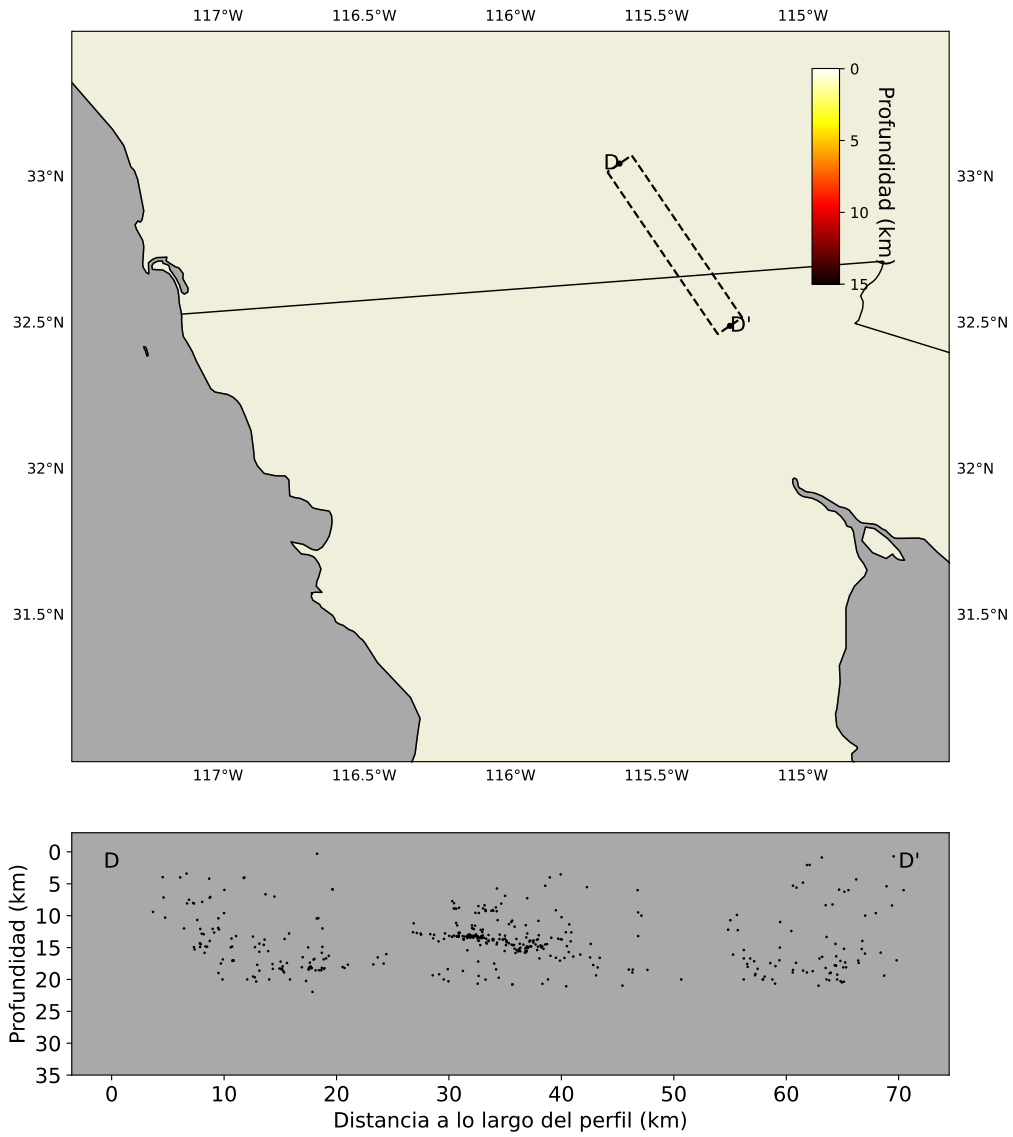 117°W 116.5°W 116°W 115.5°W 115°W
0
5
10
15
Profundidad (km)
D
D'
33°N 33°N
32.5°N 32.5°N
32°N 32°N
31.5°N 31.5°N
117°W 116.5°W 116°W 115.5°W 115°W
D D'
0
5
10
15
20
25
30
35
Profundidad (km)
0 10 20 30 40 50 60 70
Distancia a lo largo del perfil (km)